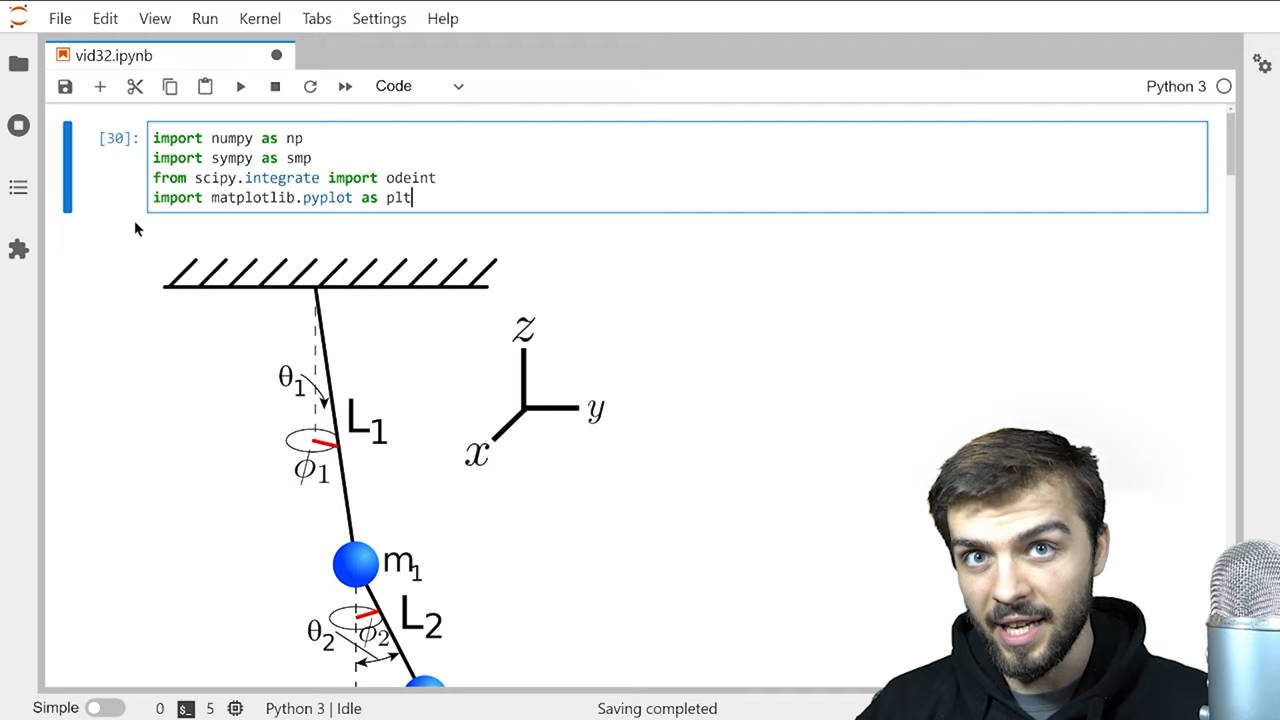 File Edit View Run Kernel Tabs Settings Help
vid32.ipynb
Code
Python 3
[30]:
import numpy as np
import sympy as smp
from scipy.integrate import odeint
import matplotlib.pyplot as plt
z
y
x
θ1
L1
ϕ1
m1
L2
θ2
ϕ2
Simple 0 $_ 5 Python 3 | Idle Saving completed